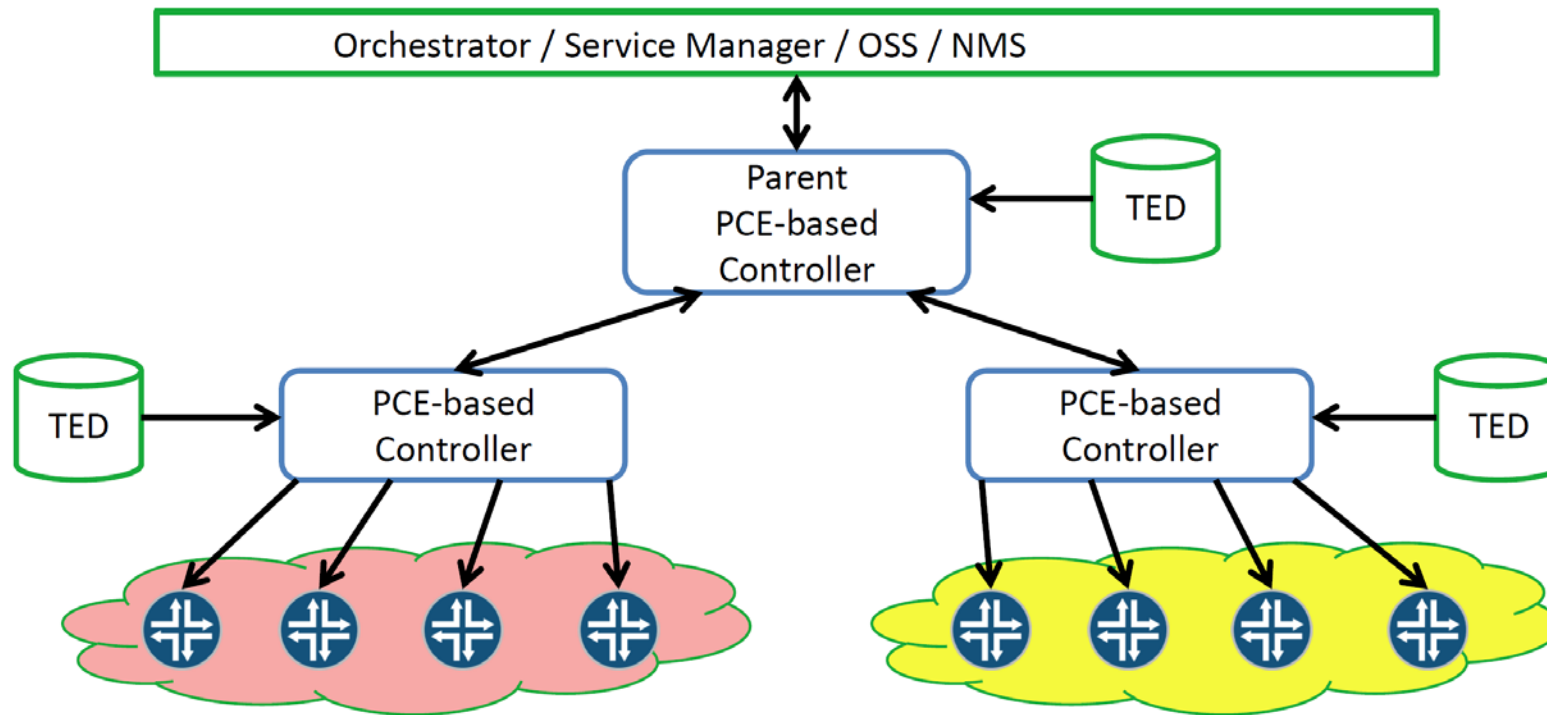 Orchestrator / Service Manager / OSS / NMS
Parent
PCE-based
Controller
TED
TED
PCE-based
Controller
PCE-based
Controller
TED